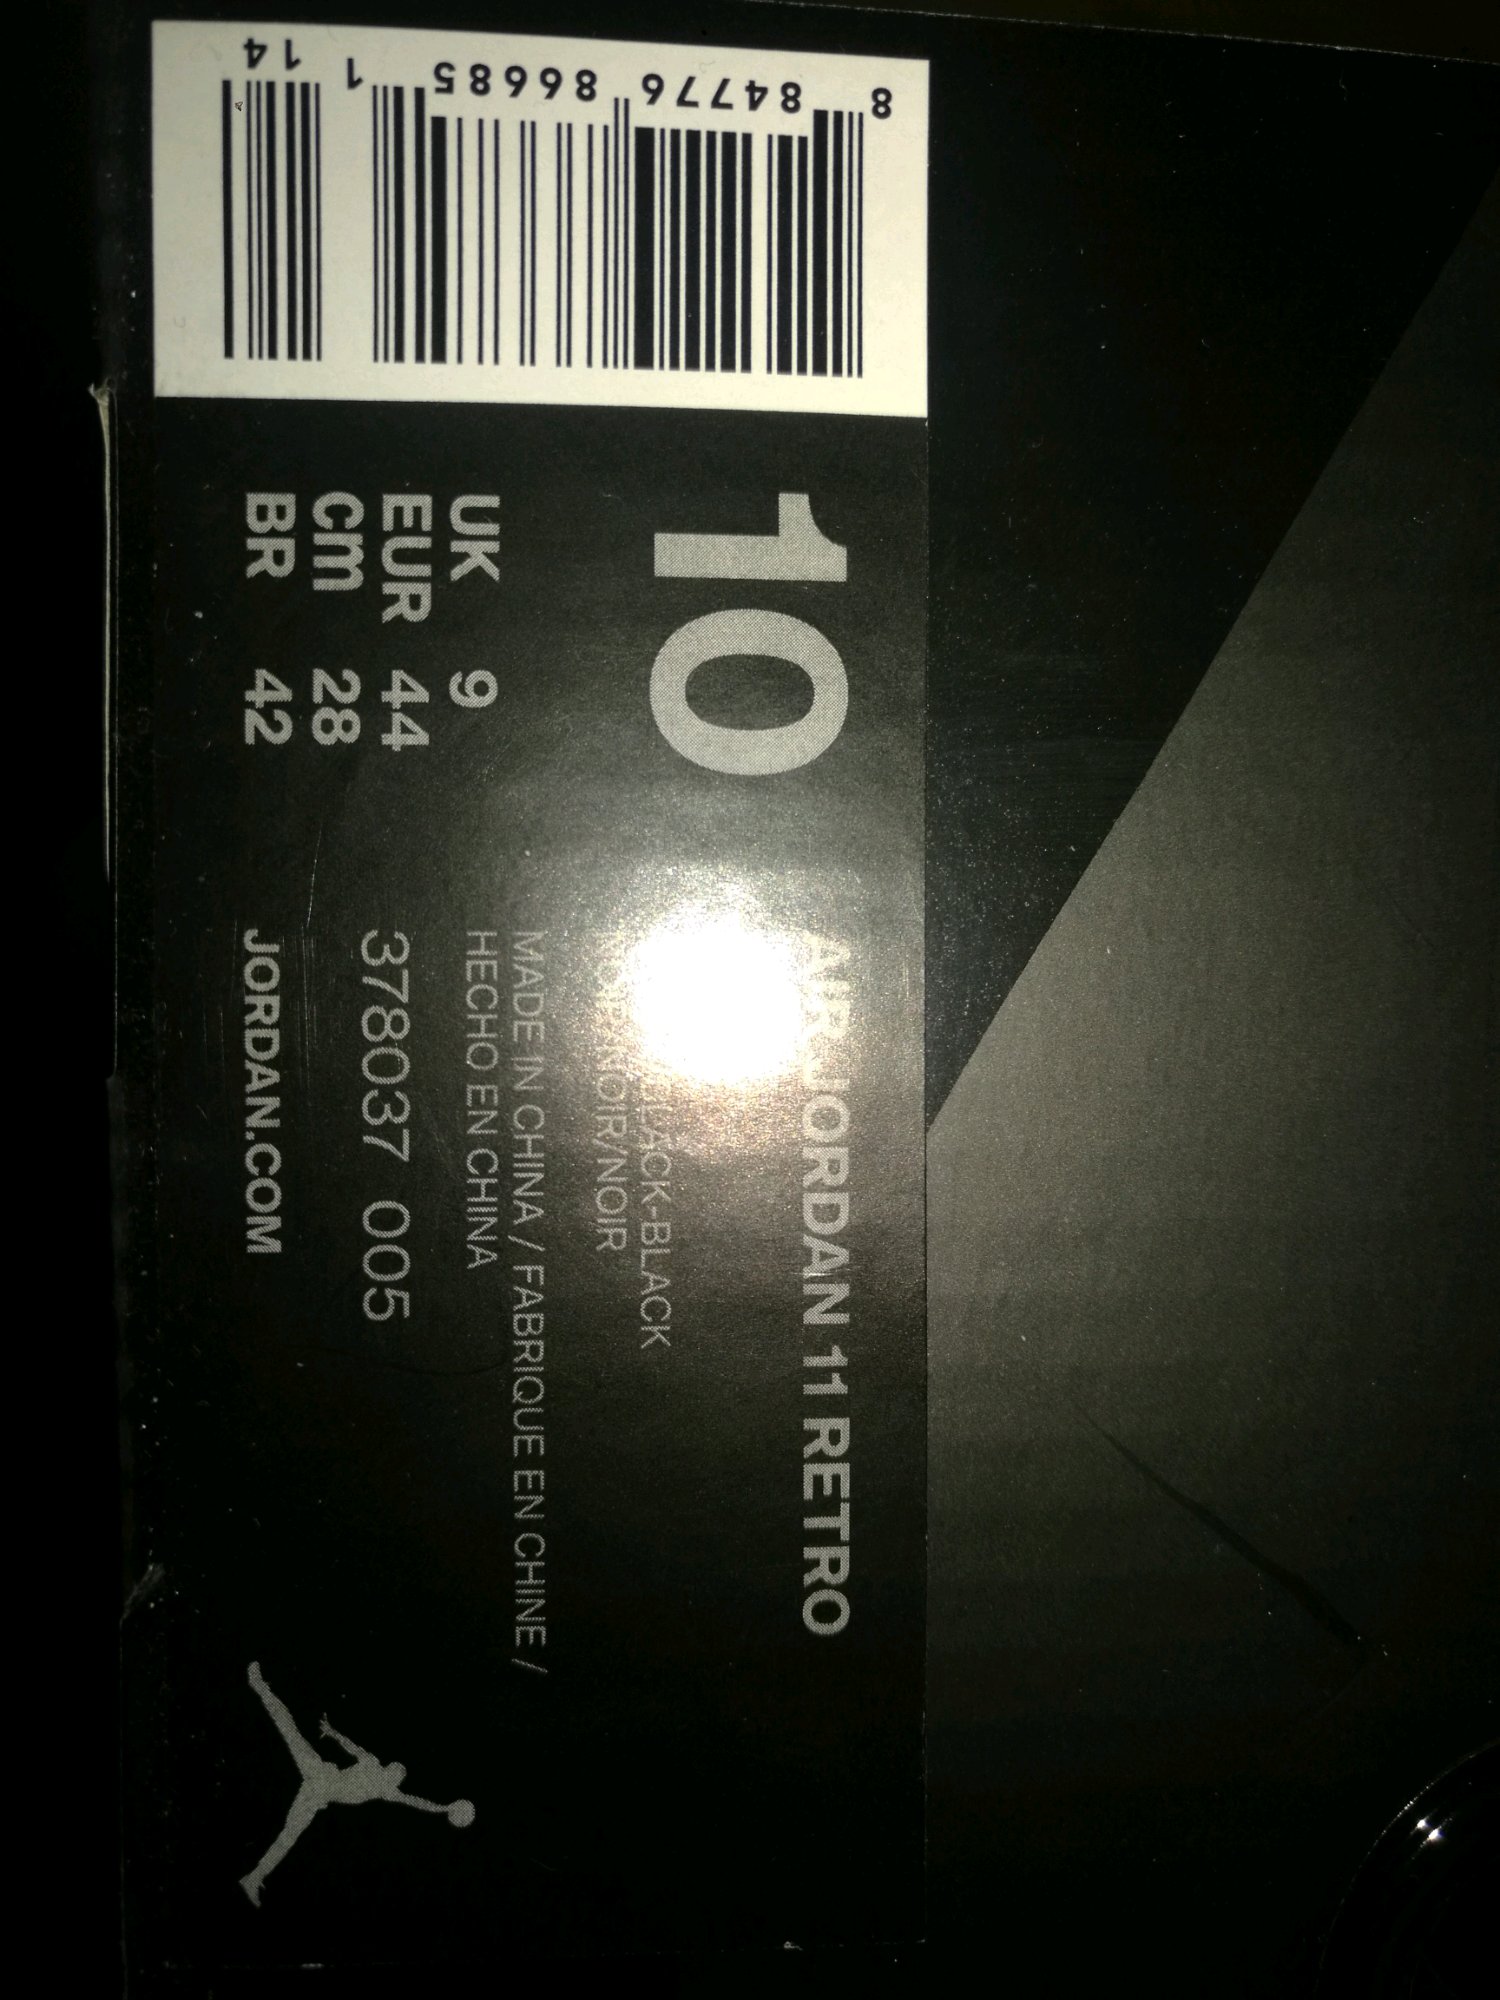 10
AIR JORDAN 11 RETRO
BLACK-BLACK
NOIR/NOIR
MADE IN CHINA / FABRIQUE EN CHINE /
HECHO EN CHINA
UK 9
EUR 44
cm 28
BR 42
378037 005
JORDAN.COM
8 84776 86685 1 14